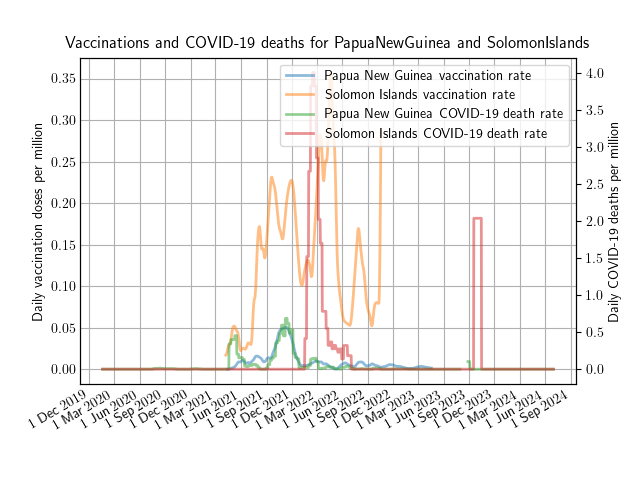 Vaccinations and COVID-19 deaths for PapuaNewGuinea and SolomonIslands
Papua New Guinea vaccination rate
Solomon Islands vaccination rate
Papua New Guinea COVID-19 death rate
Solomon Islands COVID-19 death rate
Daily vaccination doses per million
0.35
0.30
0.25
0.20
0.15
0.10
0.05
0.00
4.0
3.5
3.0
2.5
2.0
1.5
1.0
0.5
0.0
Daily COVID-19 deaths per million
1 Dec 2019
1 Mar 2020
1 Jun 2020
1 Sep 2020
1 Dec 2020
1 Mar 2021
1 Jun 2021
1 Sep 2021
1 Dec 2021
1 Mar 2022
1 Jun 2022
1 Sep 2022
1 Dec 2022
1 Mar 2023
1 Jun 2023
1 Sep 2023
1 Dec 2023
1 Mar 2024
1 Jun 2024
1 Sep 2024